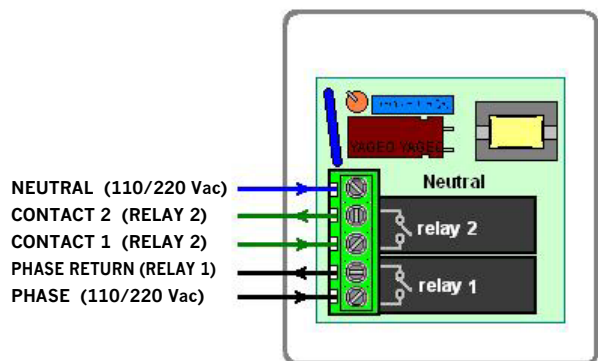 NEUTRAL (110/220 Vac)
CONTACT 2 (RELAY 2)
CONTACT 1 (RELAY 2)
PHASE RETURN (RELAY 1)
PHASE (110/220 Vac)
YAGEO YAGEO
Neutral
relay 2
relay 1